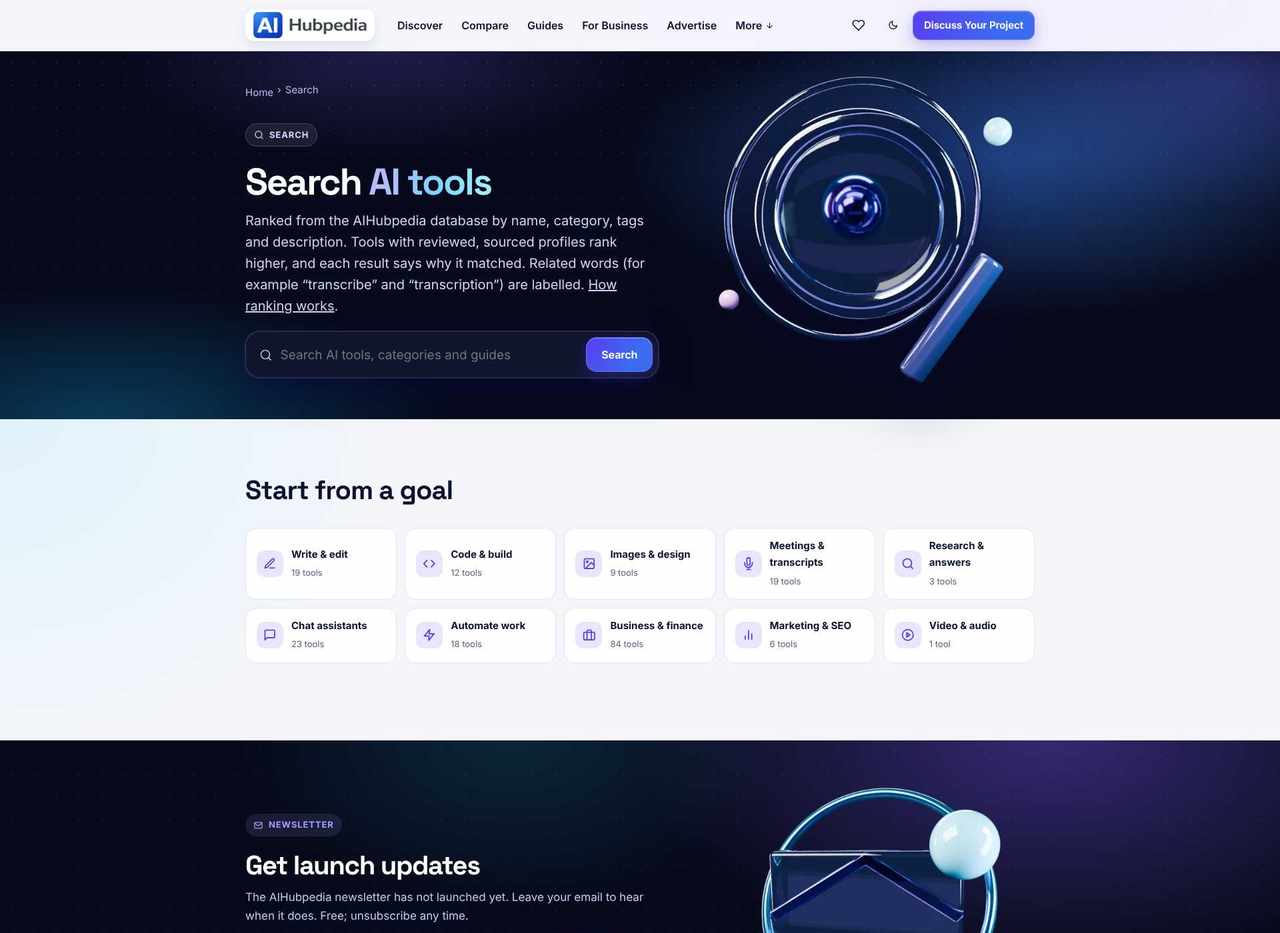 AI Hubpedia
Discover
Compare
Guides
For Business
Advertise
More ↓
Discuss Your Project
Home › Search
SEARCH
Search AI tools
Ranked from the AIHubpedia database by name, category, tags
and description. Tools with reviewed, sourced profiles rank
higher, and each result says why it matched. Related words (for
example “transcribe” and “transcription”) are labelled. How
ranking works.
Search AI tools, categories and guides
Search
Start from a goal
Write & edit
19 tools
Code & build
12 tools
Images & design
9 tools
Meetings &
transcripts
19 tools
Research &
answers
3 tools
Chat assistants
23 tools
Automate work
18 tools
Business & finance
84 tools
Marketing & SEO
6 tools
Video & audio
1 tool
NEWSLETTER
Get launch updates
The AIHubpedia newsletter has not launched yet. Leave your email to hear
when it does. Free; unsubscribe any time.